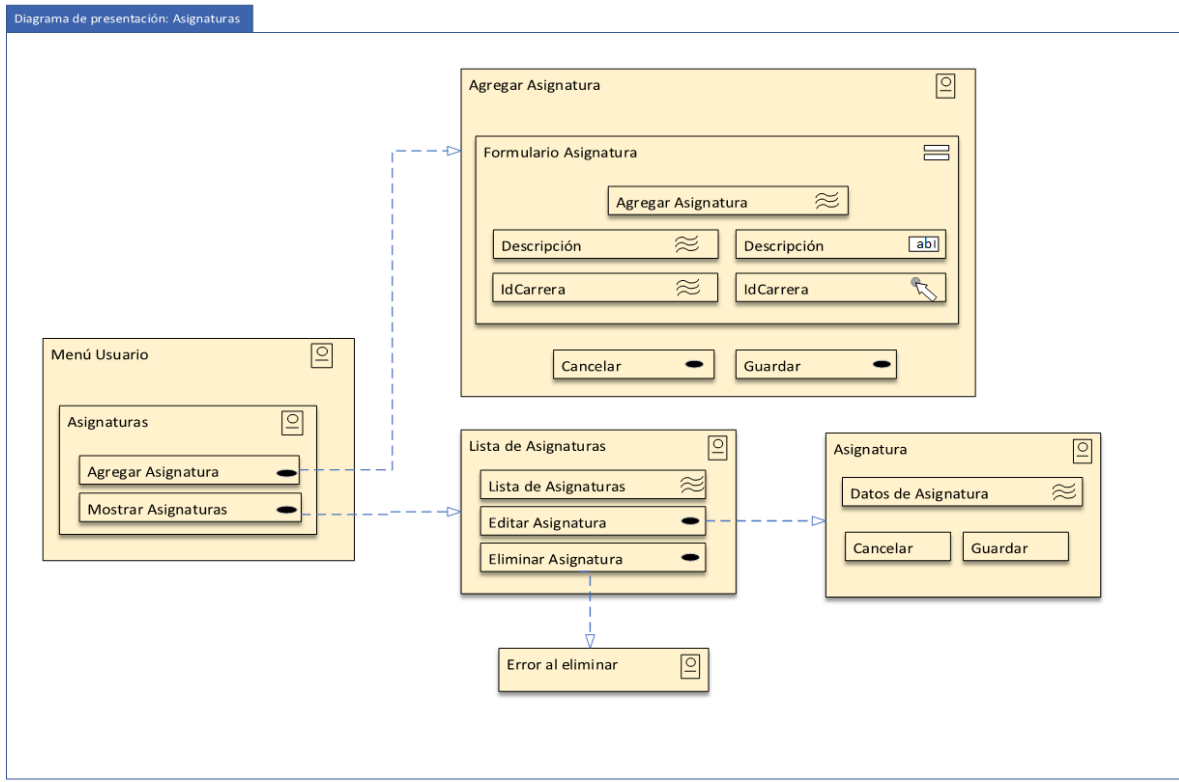 Diagrama de presentación: Asignaturas
Agregar Asignatura
Formulario Asignatura
Agregar Asignatura
Descripción
Descripción
abI
IdCarrera
IdCarrera
Cancelar
Guardar
Menú Usuario
Asignaturas
Agregar Asignatura
Mostrar Asignaturas
Lista de Asignaturas
Lista de Asignaturas
Editar Asignatura
Eliminar Asignatura
Asignatura
Datos de Asignatura
Cancelar
Guardar
Error al eliminar